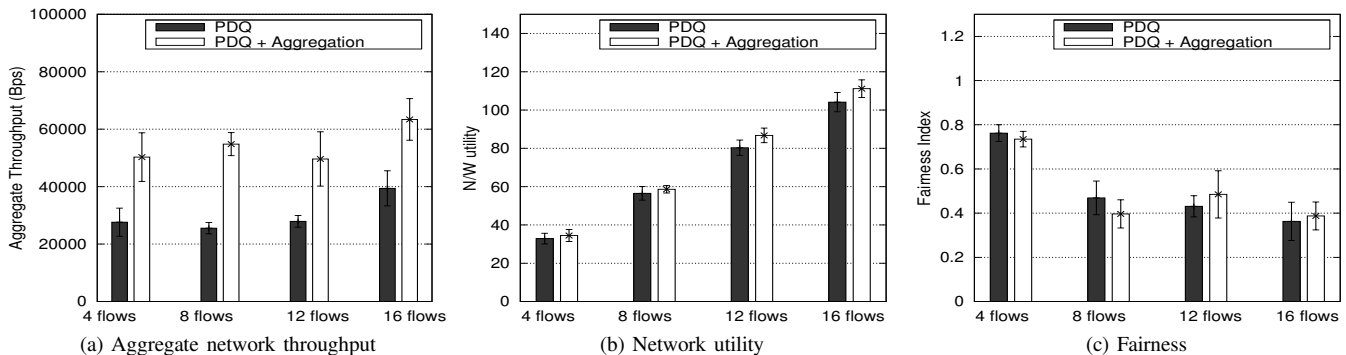 100000
80000
60000
40000
20000
0
Aggregate Throughput (Bps)
PDQ
PDQ + Aggregation
4 flows
8 flows
12 flows
16 flows
(a) Aggregate network throughput
140
120
100
80
60
40
20
0
N/W utility
PDQ
PDQ + Aggregation
4 flows
8 flows
12 flows
16 flows
(b) Network utility
1.2
1
0.8
0.6
0.4
0.2
0
Fairness Index
PDQ
PDQ + Aggregation
4 flows
8 flows
12 flows
16 flows
(c) Fairness